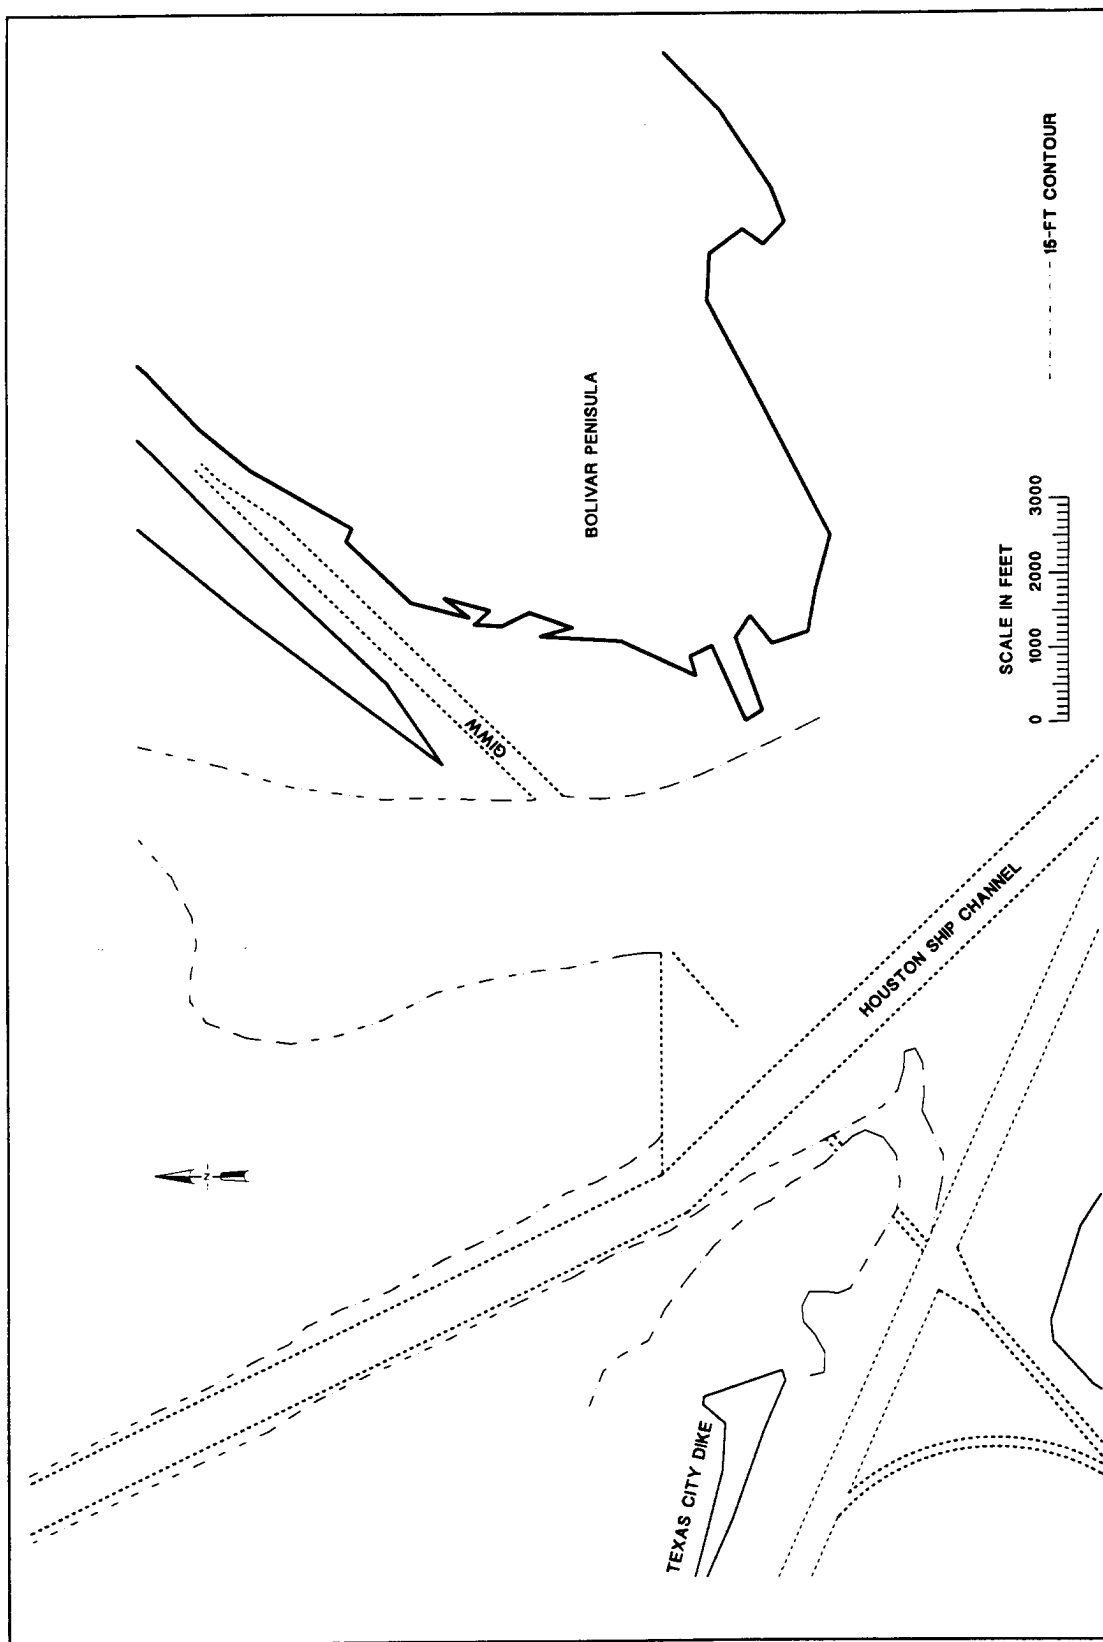 BOLIVAR PENISULA
GIWW
HOUSTON SHIP CHANNEL
TEXAS CITY DIKE
N
SCALE IN FEET
0 1000 2000 3000
15-FT CONTOUR